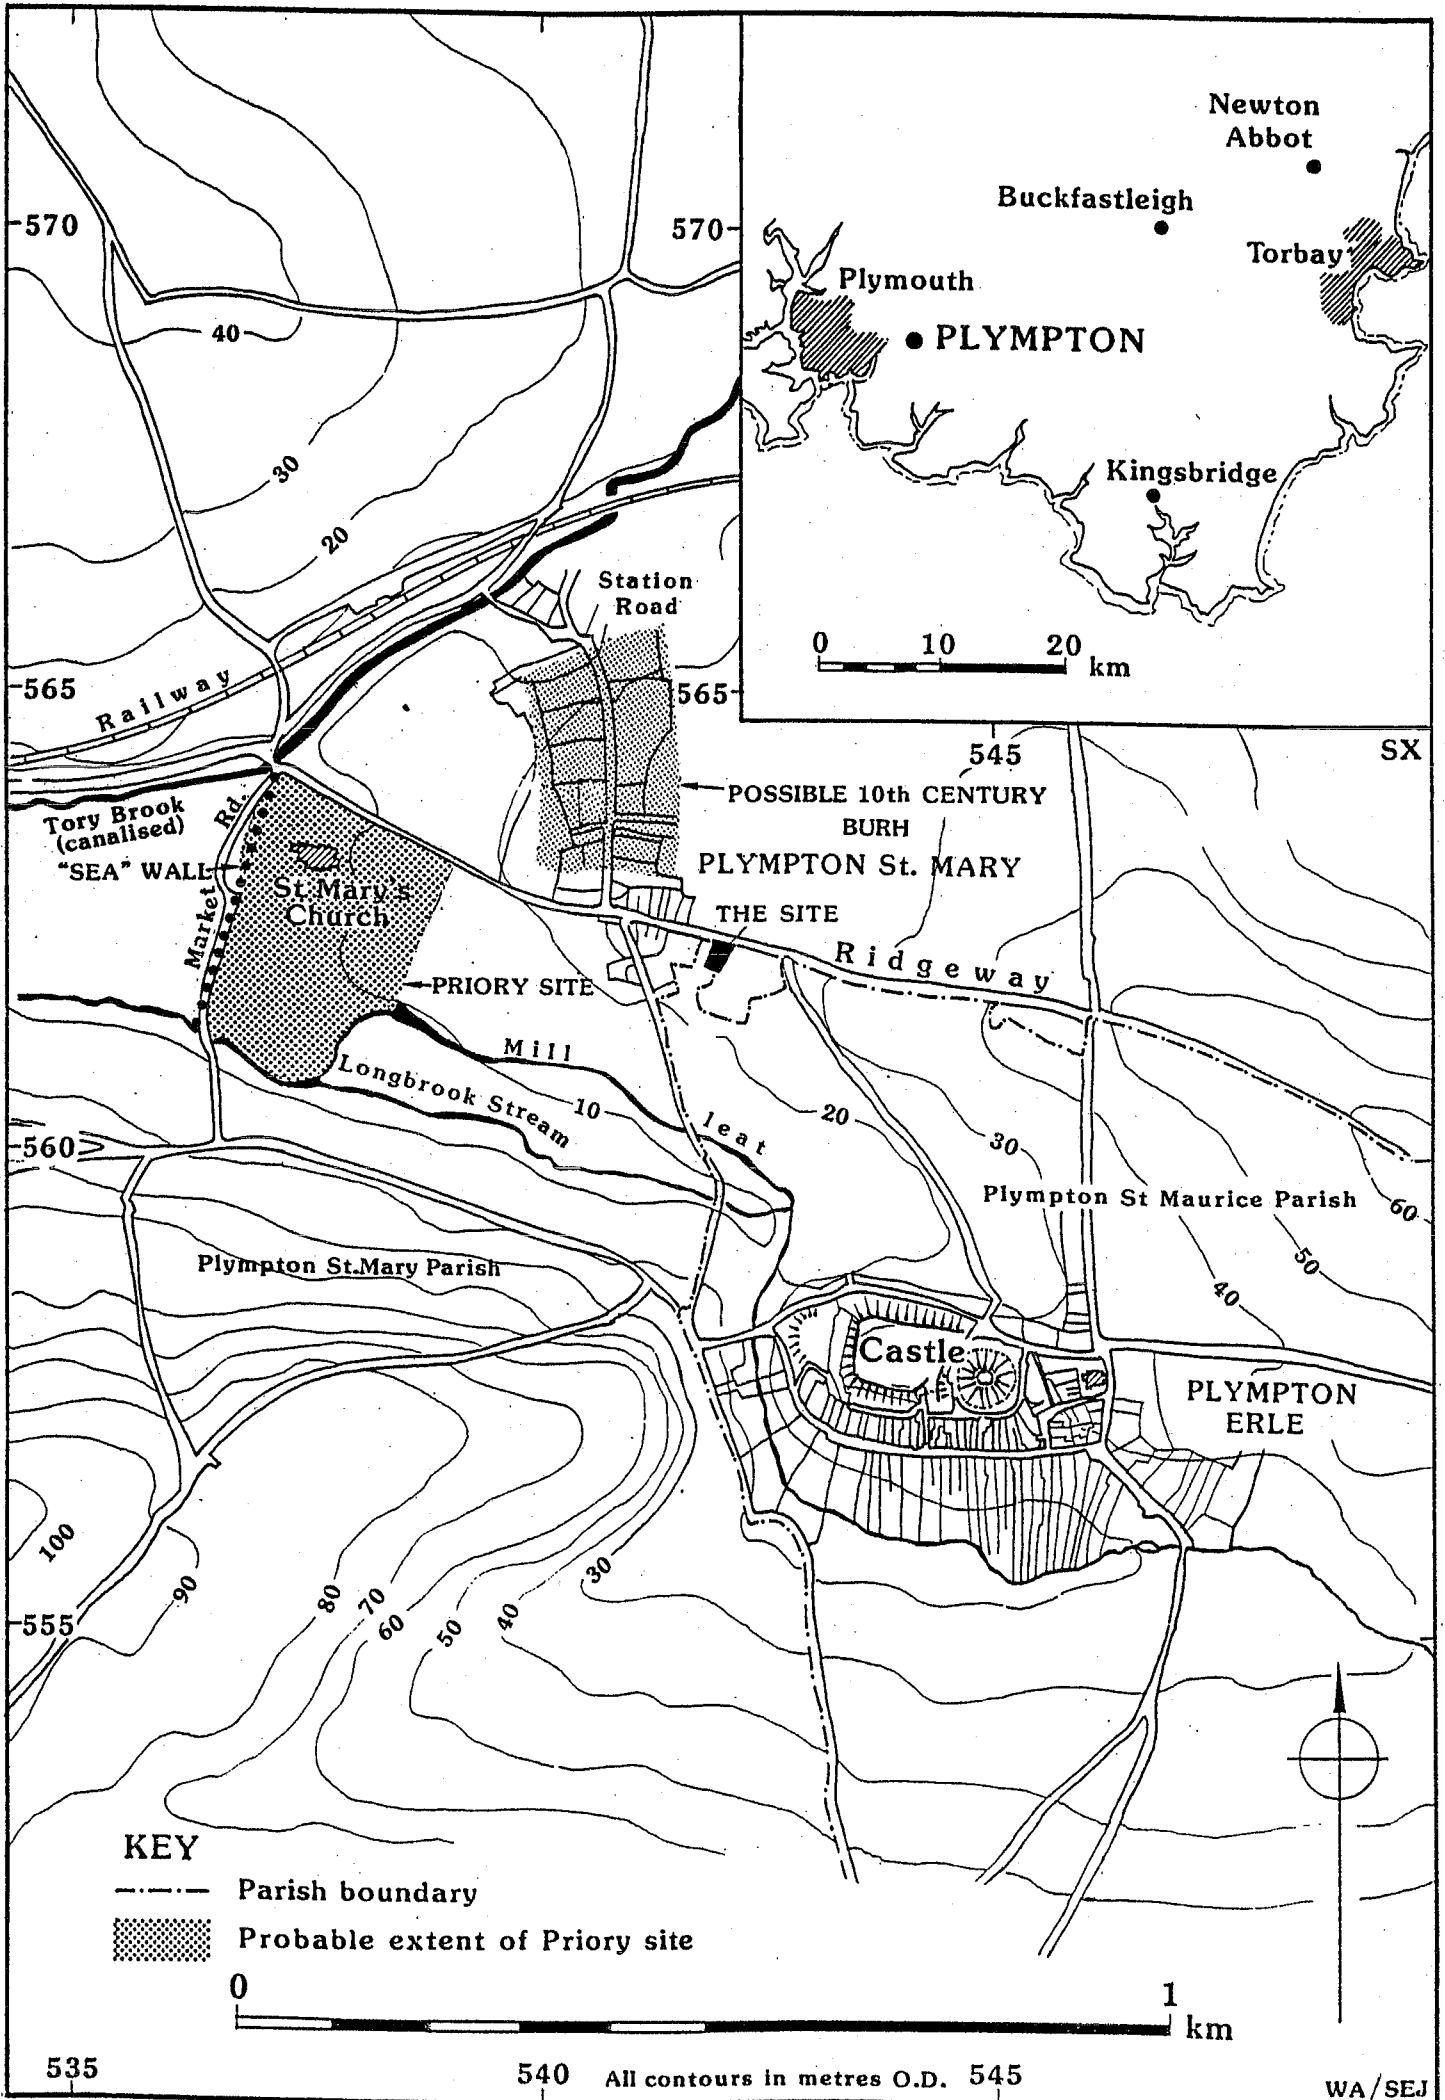 Newton
Abbot
Buckfastleigh
Torbay
Plymouth
PLYMPTON
Kingsbridge
0 10 20
km
570
570
40
30
20
Station
Road
565
565
Railway
545
SX
Tory Brook
(canalised)
Market Rd.
"SEA" WALL
St. Mary's
Church
POSSIBLE 10th CENTURY
BURH
PLYMPTON St. MARY
THE SITE
Ridgeway
PRIORY SITE
Mill leat
Longbrook Stream
10
20
30
560
Plympton St Maurice Parish
60
50
40
Plympton St.Mary Parish
Castle
PLYMPTON
ERLE
100
90
80
70
60
50
40
30
555
KEY
Parish boundary
Probable extent of Priory site
0 1
km
535 540 All contours in metres O.D. 545
WA/SEJ